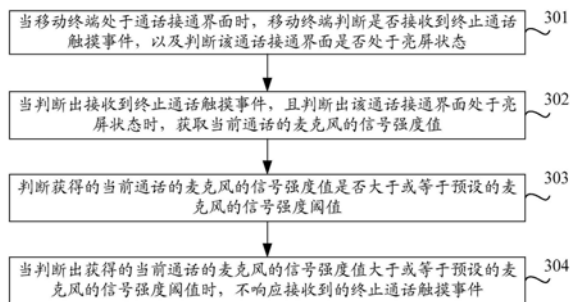 当移动终端处于通话接通界面时，移动终端判断是否接收到终止通话
触摸事件，以及判断该通话接通界面是否处于亮屏状态
301
当判断出接收到终止通话触摸事件，且判断出该通话接通界面处于亮
屏状态时，获取当前通话的麦克风的信号强度值
302
判断获得的当前通话的麦克风的信号强度值是否大于或等于预设的麦
克风的信号强度阈值
303
当判断出获得的当前通话的麦克风的信号强度值大于或等于预设的麦
克风的信号强度阈值时，不响应接收到的终止通话触摸事件
304